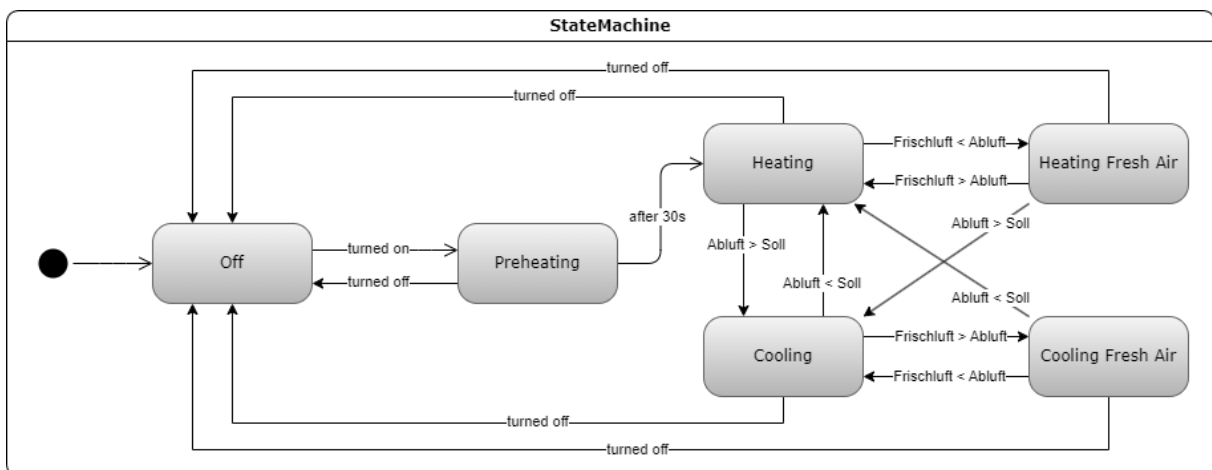 StateMachine
turned off
turned off
Heating
Frischluft < Abluft
Heating Fresh Air
Frischluft > Abluft
after 30s
Abluft > Soll
Abluft > Soll
Off
turned on
Preheating
turned off
Abluft < Soll
Abluft < Soll
Cooling
Frischluft > Abluft
Cooling Fresh Air
Frischluft < Abluft
turned off
turned off